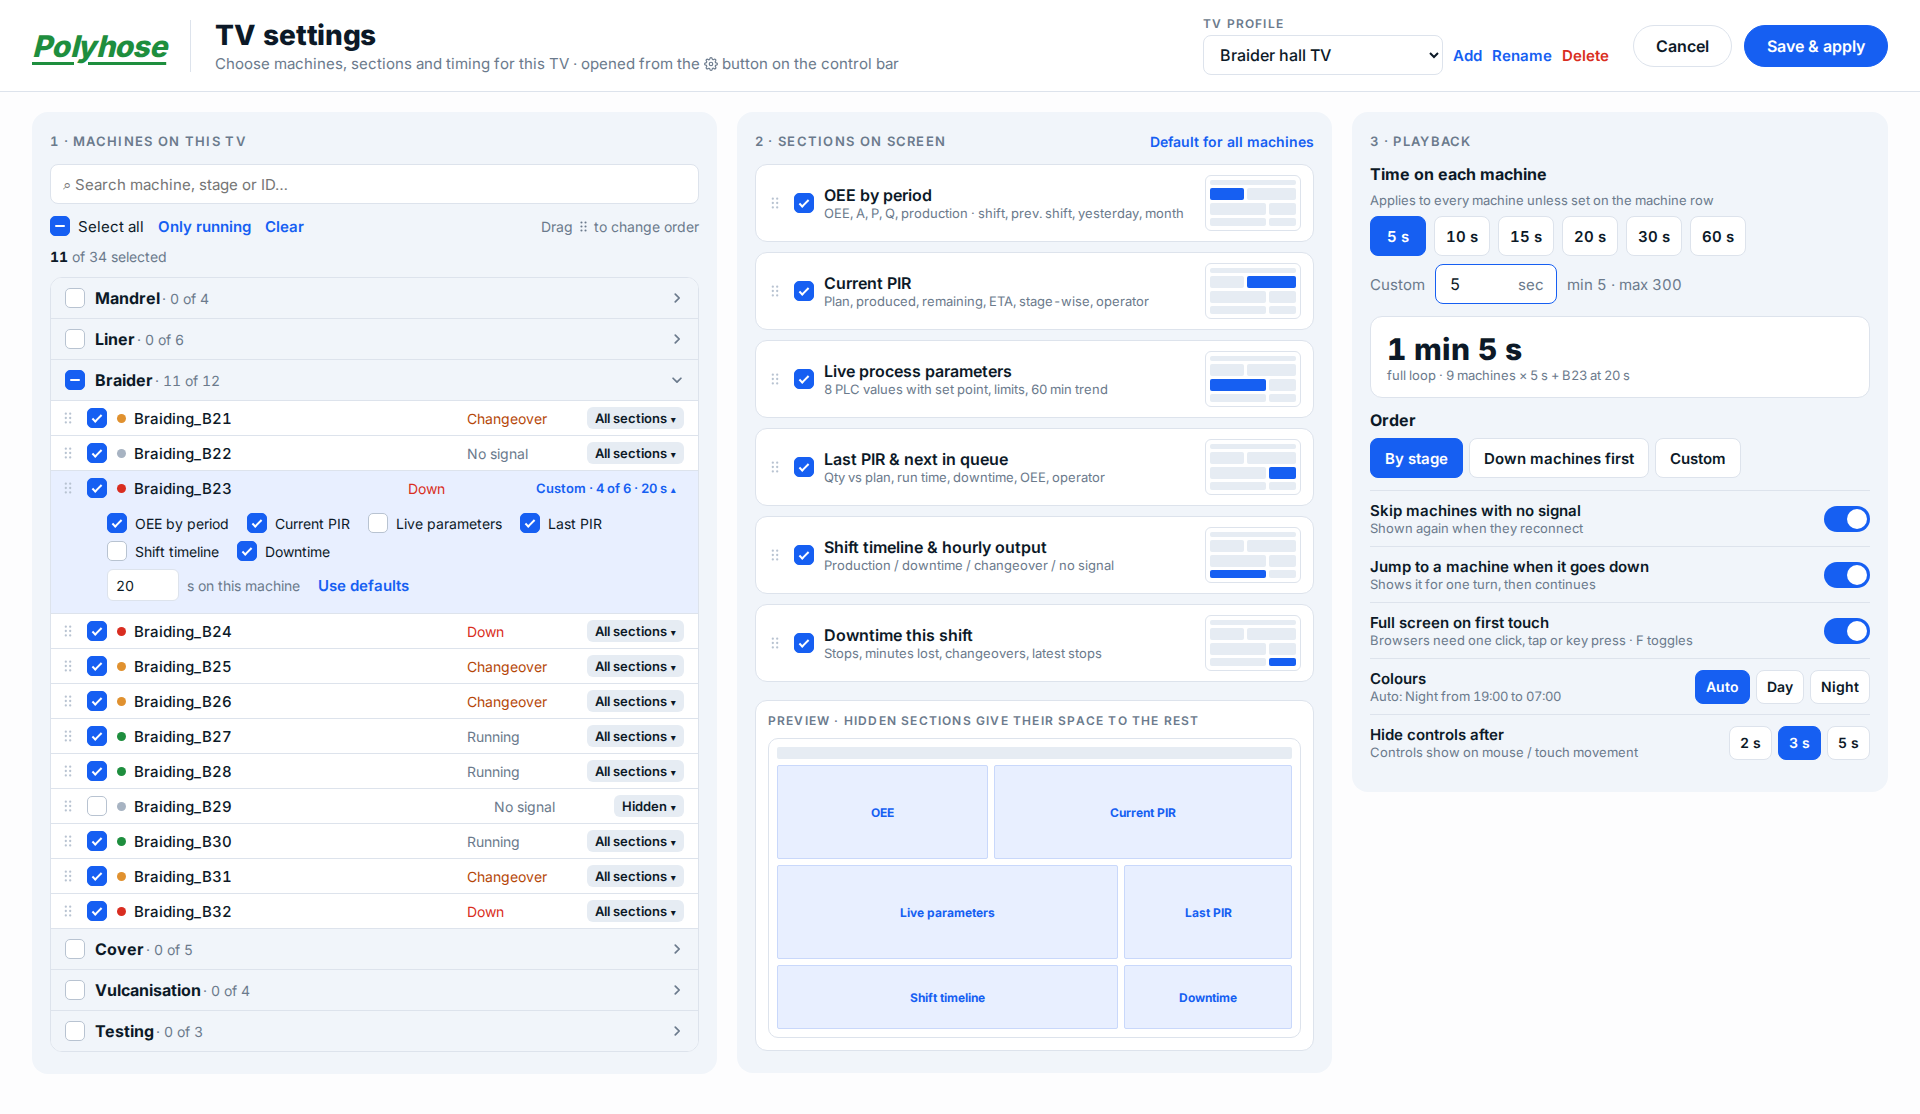 Polyhose
TV settings
Choose machines, sections and timing for this TV · opened from the ⚙ button on the control bar
TV PROFILE
Braider hall TV
Add Rename Delete
Cancel
Save & apply
1 · MACHINES ON THIS TV
Search machine, stage or ID...
Select all Only running Clear
Drag ⠿ to change order
11 of 34 selected
Mandrel · 0 of 4
Liner · 0 of 6
Braider · 11 of 12
Braiding_B21 Changeover All sections ▾
Braiding_B22 No signal All sections ▾
Braiding_B23 Down Custom · 4 of 6 · 20 s ▴
OEE by period Current PIR Live parameters Last PIR
Shift timeline Downtime
20 s on this machine Use defaults
Braiding_B24 Down All sections ▾
Braiding_B25 Changeover All sections ▾
Braiding_B26 Changeover All sections ▾
Braiding_B27 Running All sections ▾
Braiding_B28 Running All sections ▾
Braiding_B29 No signal Hidden ▾
Braiding_B30 Running All sections ▾
Braiding_B31 Changeover All sections ▾
Braiding_B32 Down All sections ▾
Cover · 0 of 5
Vulcanisation · 0 of 4
Testing · 0 of 3
2 · SECTIONS ON SCREEN
Default for all machines
OEE by period
OEE, A, P, Q, production · shift, prev. shift, yesterday, month
Current PIR
Plan, produced, remaining, ETA, stage-wise, operator
Live process parameters
8 PLC values with set point, limits, 60 min trend
Last PIR & next in queue
Qty vs plan, run time, downtime, OEE, operator
Shift timeline & hourly output
Production / downtime / changeover / no signal
Downtime this shift
Stops, minutes lost, changeovers, latest stops
PREVIEW · HIDDEN SECTIONS GIVE THEIR SPACE TO THE REST
OEE
Current PIR
Live parameters
Last PIR
Shift timeline
Downtime
3 · PLAYBACK
Time on each machine
Applies to every machine unless set on the machine row
5 s 10 s 15 s 20 s 30 s 60 s
Custom 5 sec min 5 · max 300
1 min 5 s
full loop · 9 machines × 5 s + B23 at 20 s
Order
By stage Down machines first Custom
Skip machines with no signal
Shown again when they reconnect
Jump to a machine when it goes down
Shows it for one turn, then continues
Full screen on first touch
Browsers need one click, tap or key press · F toggles
Colours
Auto: Night from 19:00 to 07:00
Auto Day Night
Hide controls after
Controls show on mouse / touch movement
2 s 3 s 5 s